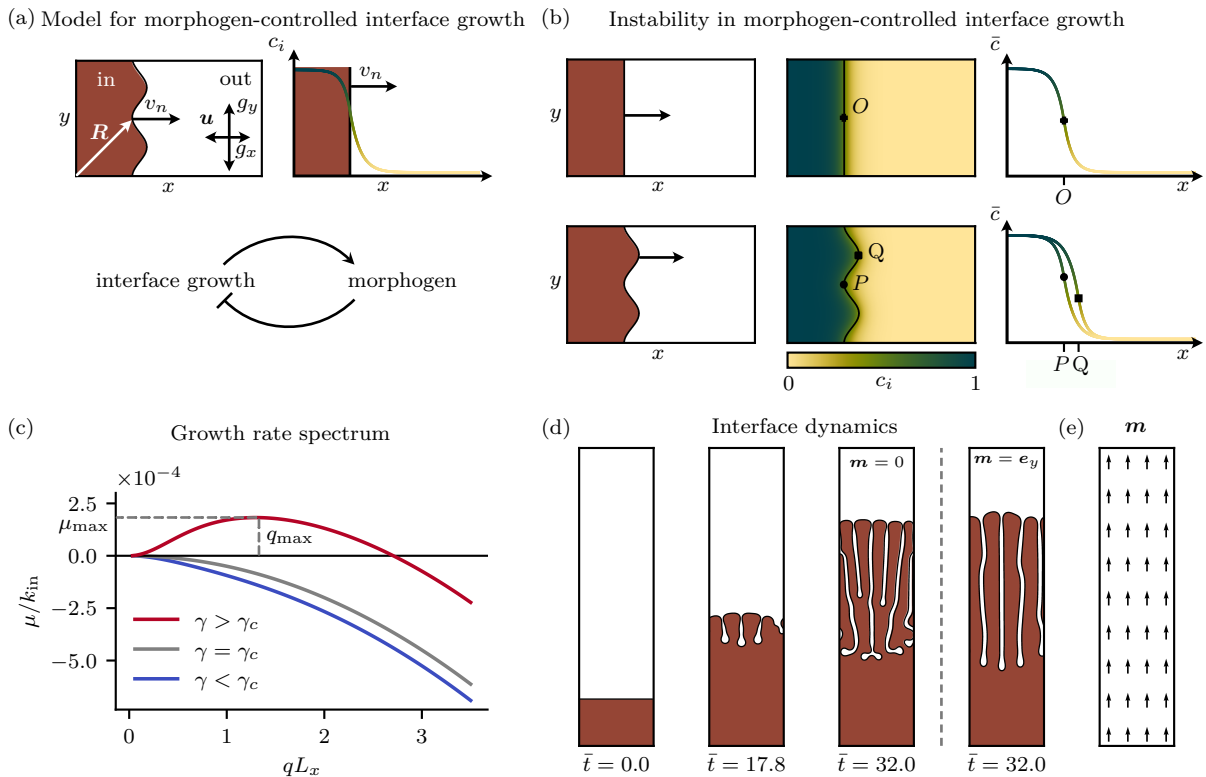 (a) Model for morphogen-controlled interface growth
in
out
v_n
g_y
u
g_x
R
y
x
c_i
v_n
x
interface growth
morphogen
(b) Instability in morphogen-controlled interface growth
y
x
O
c̄
x
O
y
x
Q
P
0
c_i
1
c̄
x
P Q
(c)
Growth rate spectrum
×10⁻⁴
2.5
μ_max
0.0
−2.5
−5.0
μ/k_in
q_max
γ > γ_c
γ = γ_c
γ < γ_c
0 1 2 3
qL_x
(d) Interface dynamics
m = 0
m = e_y
t̄ = 0.0
t̄ = 17.8
t̄ = 32.0
t̄ = 32.0
(e) m